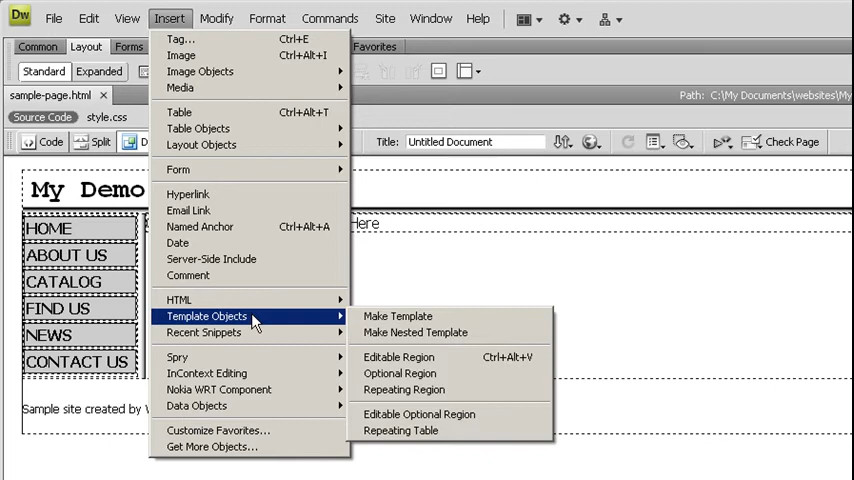 Dw File Edit View Insert Modify Format Commands Site Window Help
Common Layout Forms Favorites
Standard Expanded
sample-page.html Path: C:\My Documents\websites\My
Source Code style.css
Code Split D Title: Untitled Document Check Page
My Demo
HOME Here
ABOUT US
CATALOG
FIND US
NEWS
CONTACT US
Sample site created by
Tag... Ctrl+E
Image Ctrl+Alt+I
Image Objects
Media
Table Ctrl+Alt+T
Table Objects
Layout Objects
Form
Hyperlink
Email Link
Named Anchor Ctrl+Alt+A
Date
Server-Side Include
Comment
HTML
Template Objects
Recent Snippets
Spry
InContext Editing
Nokia WRT Component
Data Objects
Customize Favorites...
Get More Objects...
Make Template
Make Nested Template
Editable Region Ctrl+Alt+V
Optional Region
Repeating Region
Editable Optional Region
Repeating Table